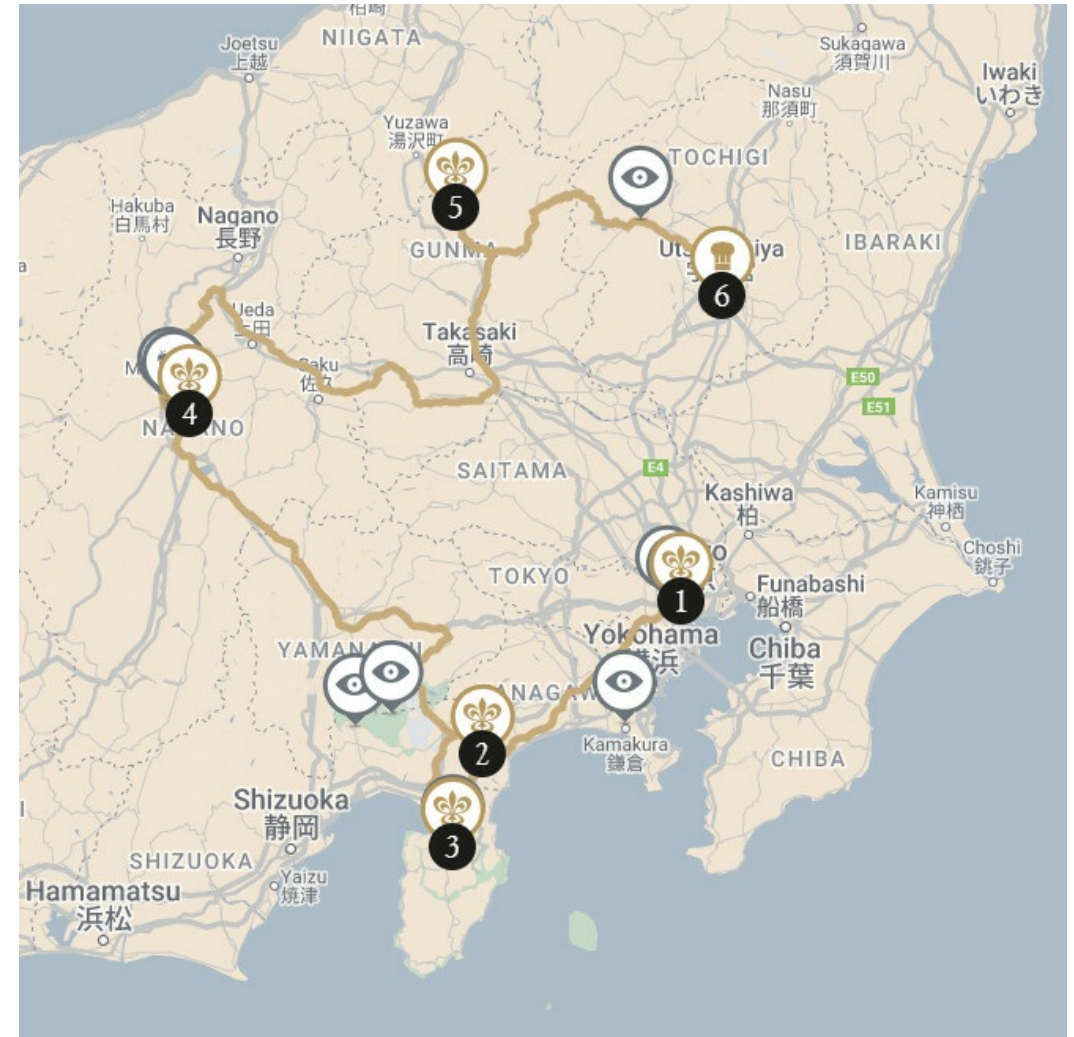 柏崎
NIIGATA
Joetsu
上越
Sukagawa
須賀川
Iwaki
いわき
Nasu
那須町
Yuzawa
湯沢町
TOCHIGI
Hakuba
白馬村
Nagano
長野
5
GUNMA
IBARAKI
6
Ueda
Takasaki
高崎
Saku
佐久
E50
E51
4
SAITAMA
E4
Kashiwa
柏
Kamisu
神栖
Choshi
銚子
TOKYO
Funabashi
船橋
1
Yokohama
Chiba
千葉
2
Kamakura
鎌倉
CHIBA
Shizuoka
静岡
3
SHIZUOKA
Yaizu
焼津
Hamamatsu
浜松